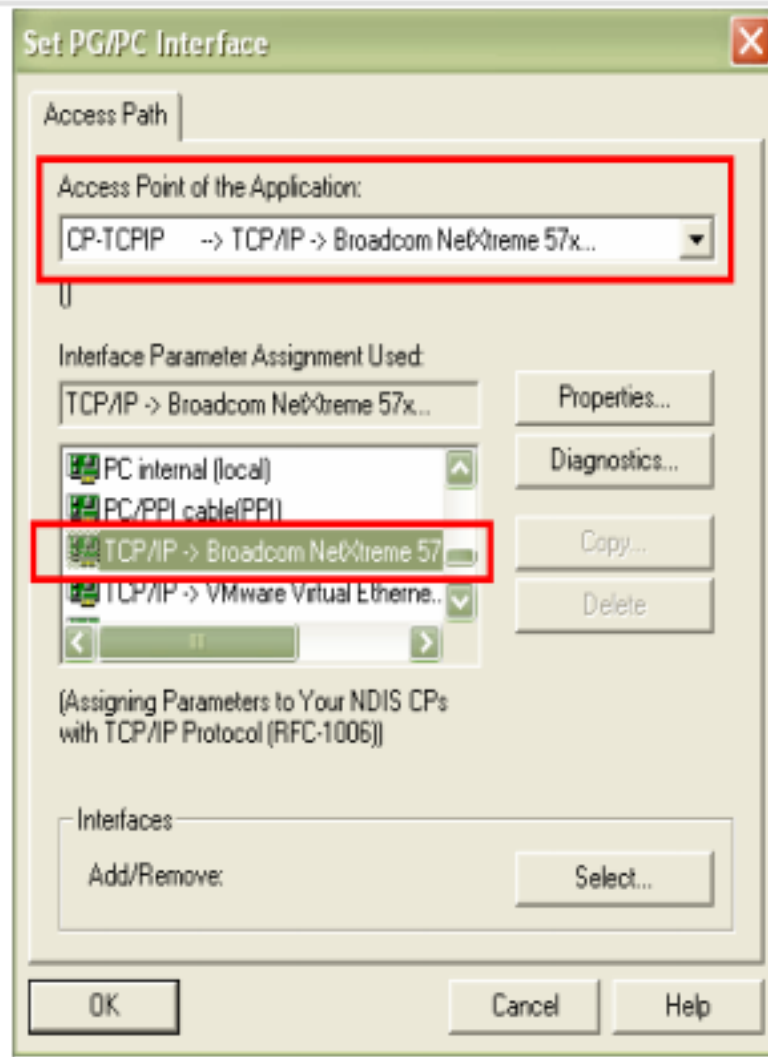 Set PG/PC Interface
Access Path
Access Point of the Application:
CP-TCPIP --> TCP/IP -> Broadcom NetXtreme 57x...
()
Interface Parameter Assignment Used:
TCP/IP -> Broadcom NetXtreme 57x...
Properties...
Diagnostics...
PC internal (local)
PC/PPI cable(PPI)
TCP/IP -> Broadcom NetXtreme 57
TCP/IP -> VMware Virtual Etherne..
Copy...
Delete
(Assigning Parameters to Your NDIS CPs
with TCP/IP Protocol (RFC-1006))
Interfaces
Add/Remove:
Select...
OK
Cancel
Help